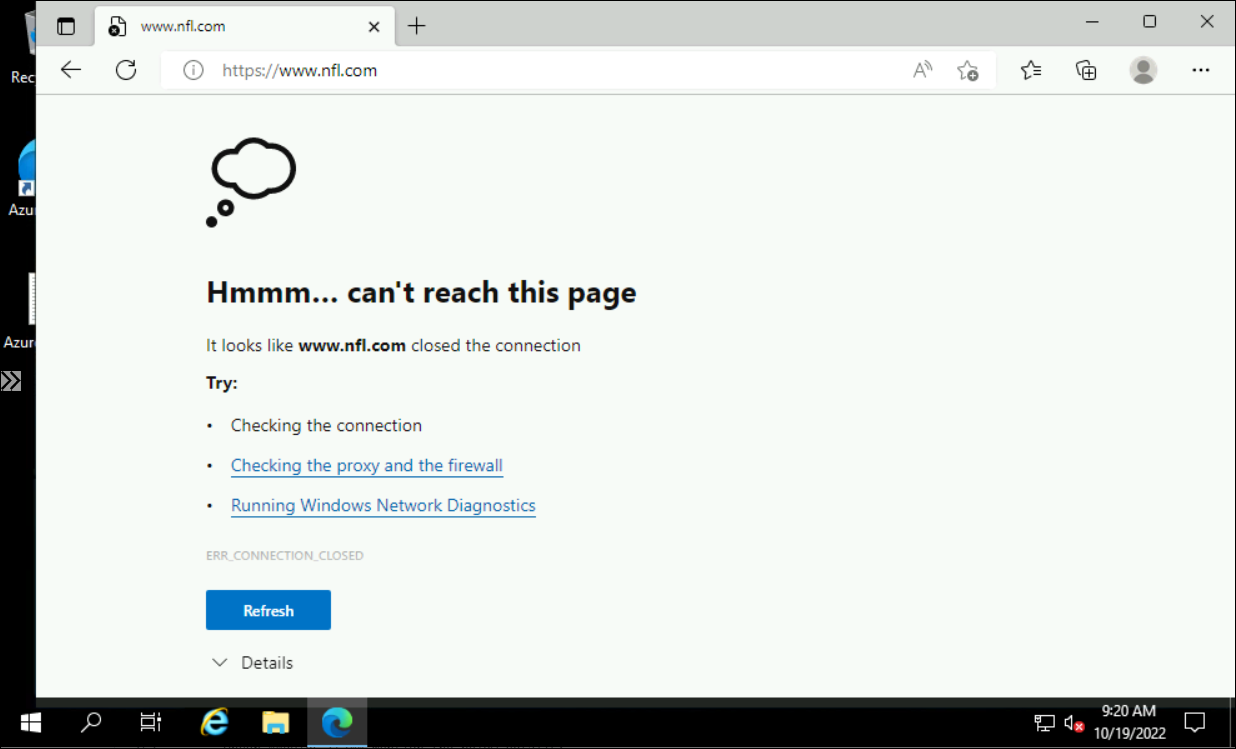 www.nfl.com
https://www.nfl.com
Rec
Azu
Azur
Hmmm... can't reach this page
It looks like www.nfl.com closed the connection
Try:
• Checking the connection
• Checking the proxy and the firewall
• Running Windows Network Diagnostics
ERR_CONNECTION_CLOSED
Refresh
Details
9:20 AM
10/19/2022